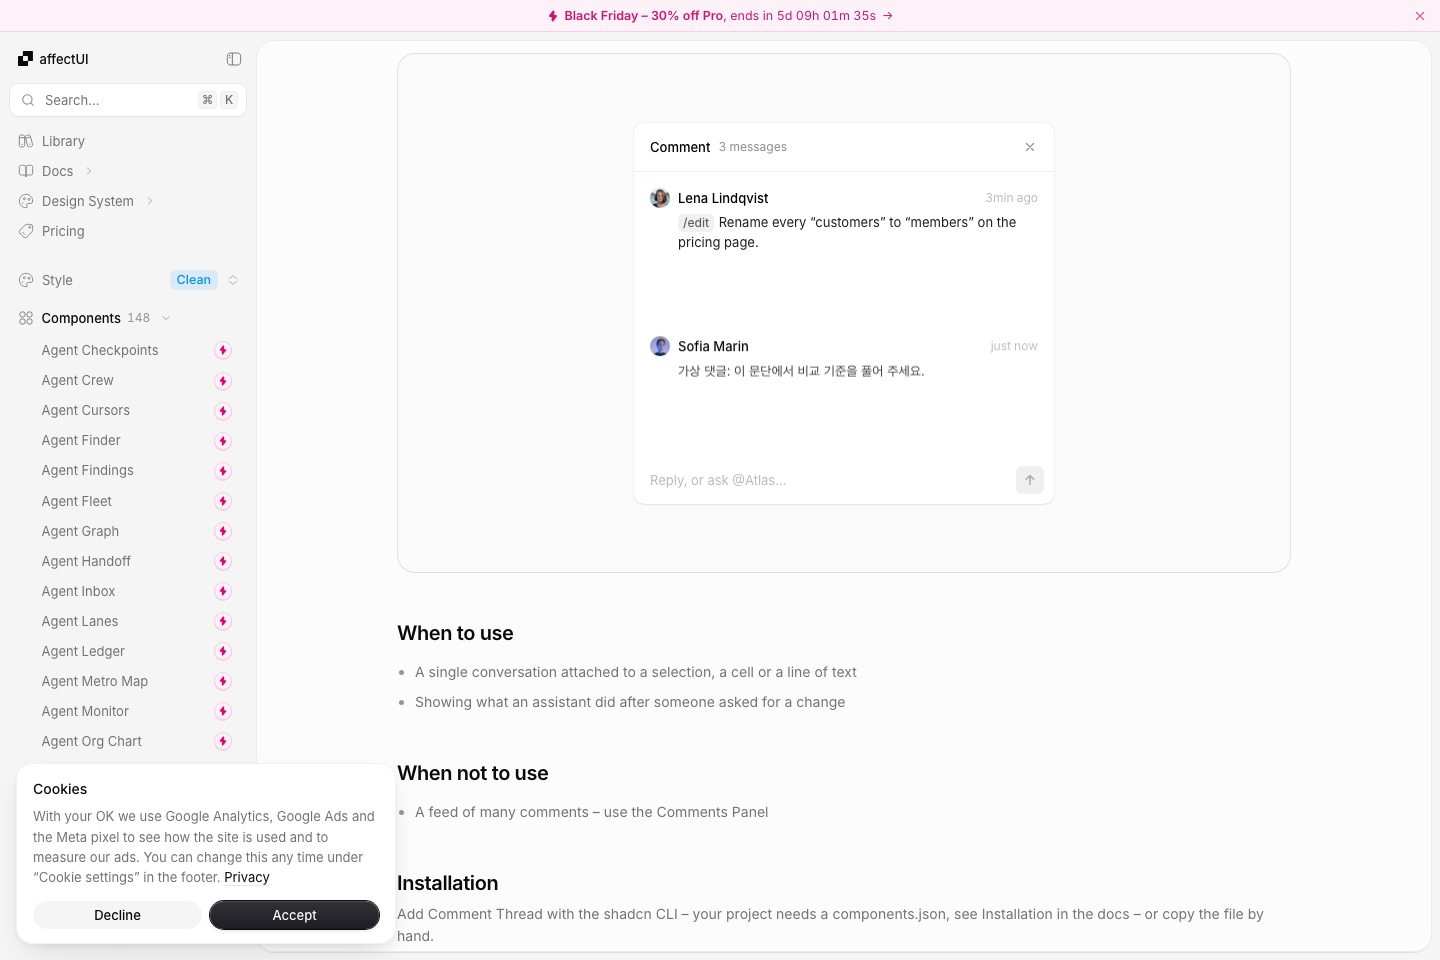 Black Friday – 30% off Pro, ends in 5d 09h 01m 35s →
affectUI
Search...
⌘ K
Library
Docs
Design System
Pricing
Style
Clean
Components 148
Agent Checkpoints
Agent Crew
Agent Cursors
Agent Finder
Agent Findings
Agent Fleet
Agent Graph
Agent Handoff
Agent Inbox
Agent Lanes
Agent Ledger
Agent Metro Map
Agent Monitor
Agent Org Chart
Cookies
With your OK we use Google Analytics, Google Ads and
the Meta pixel to see how the site is used and to
measure our ads. You can change this any time under
“Cookie settings” in the footer. Privacy
Decline
Accept
Comment 3 messages
Lena Lindqvist
3min ago
/edit Rename every “customers” to “members” on the
pricing page.
Sofia Marin
just now
가상 댓글: 이 문단에서 비교 기준을 풀어 주세요.
Reply, or ask @Atlas...
When to use
• A single conversation attached to a selection, a cell or a line of text
• Showing what an assistant did after someone asked for a change
When not to use
• A feed of many comments – use the Comments Panel
Installation
Add Comment Thread with the shadcn CLI – your project needs a components.json, see Installation in the docs – or copy the file by
hand.